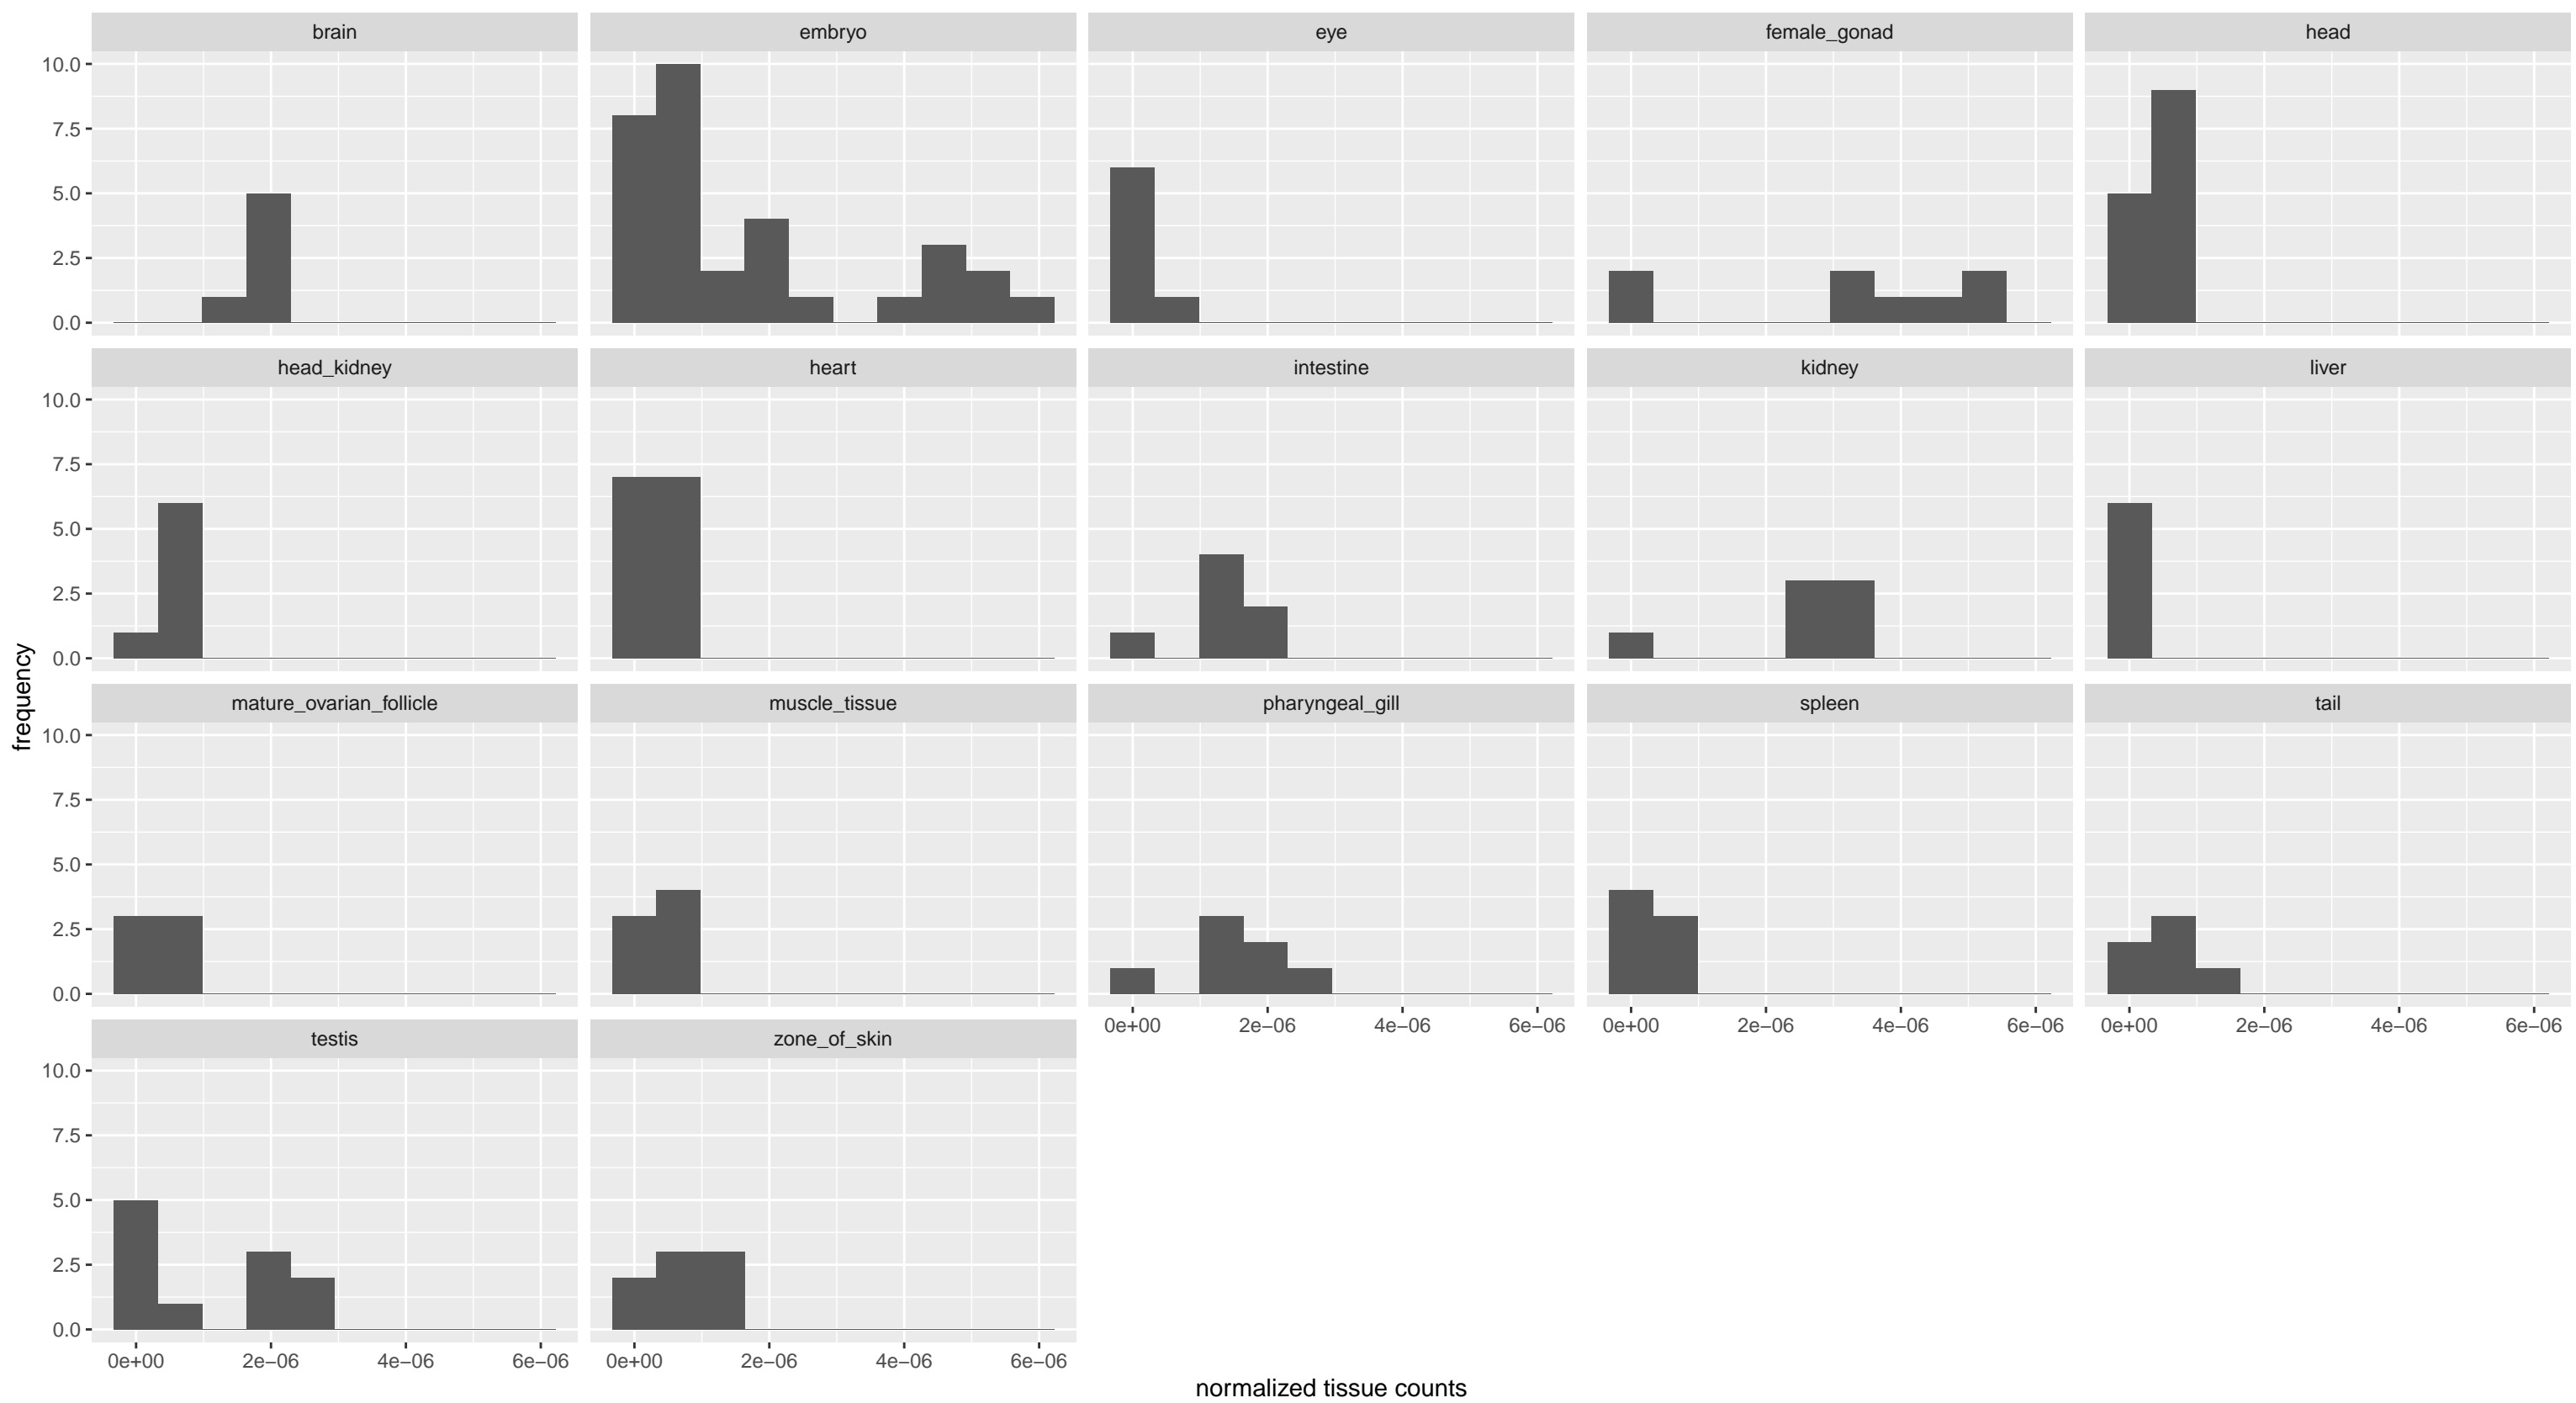 brain embryo eye female_gonad head
10.0
7.5
5.0
2.5
0.0
head_kidney heart intestine kidney liver
10.0
7.5
5.0
2.5
0.0
frequency
mature_ovarian_follicle muscle_tissue pharyngeal_gill spleen tail
10.0
7.5
5.0
2.5
0.0
0e+00 2e−06 4e−06 6e−06 0e+00 2e−06 4e−06 6e−06 0e+00 2e−06 4e−06 6e−06
testis zone_of_skin
10.0
7.5
5.0
2.5
0.0
0e+00 2e−06 4e−06 6e−06 0e+00 2e−06 4e−06 6e−06
normalized tissue counts